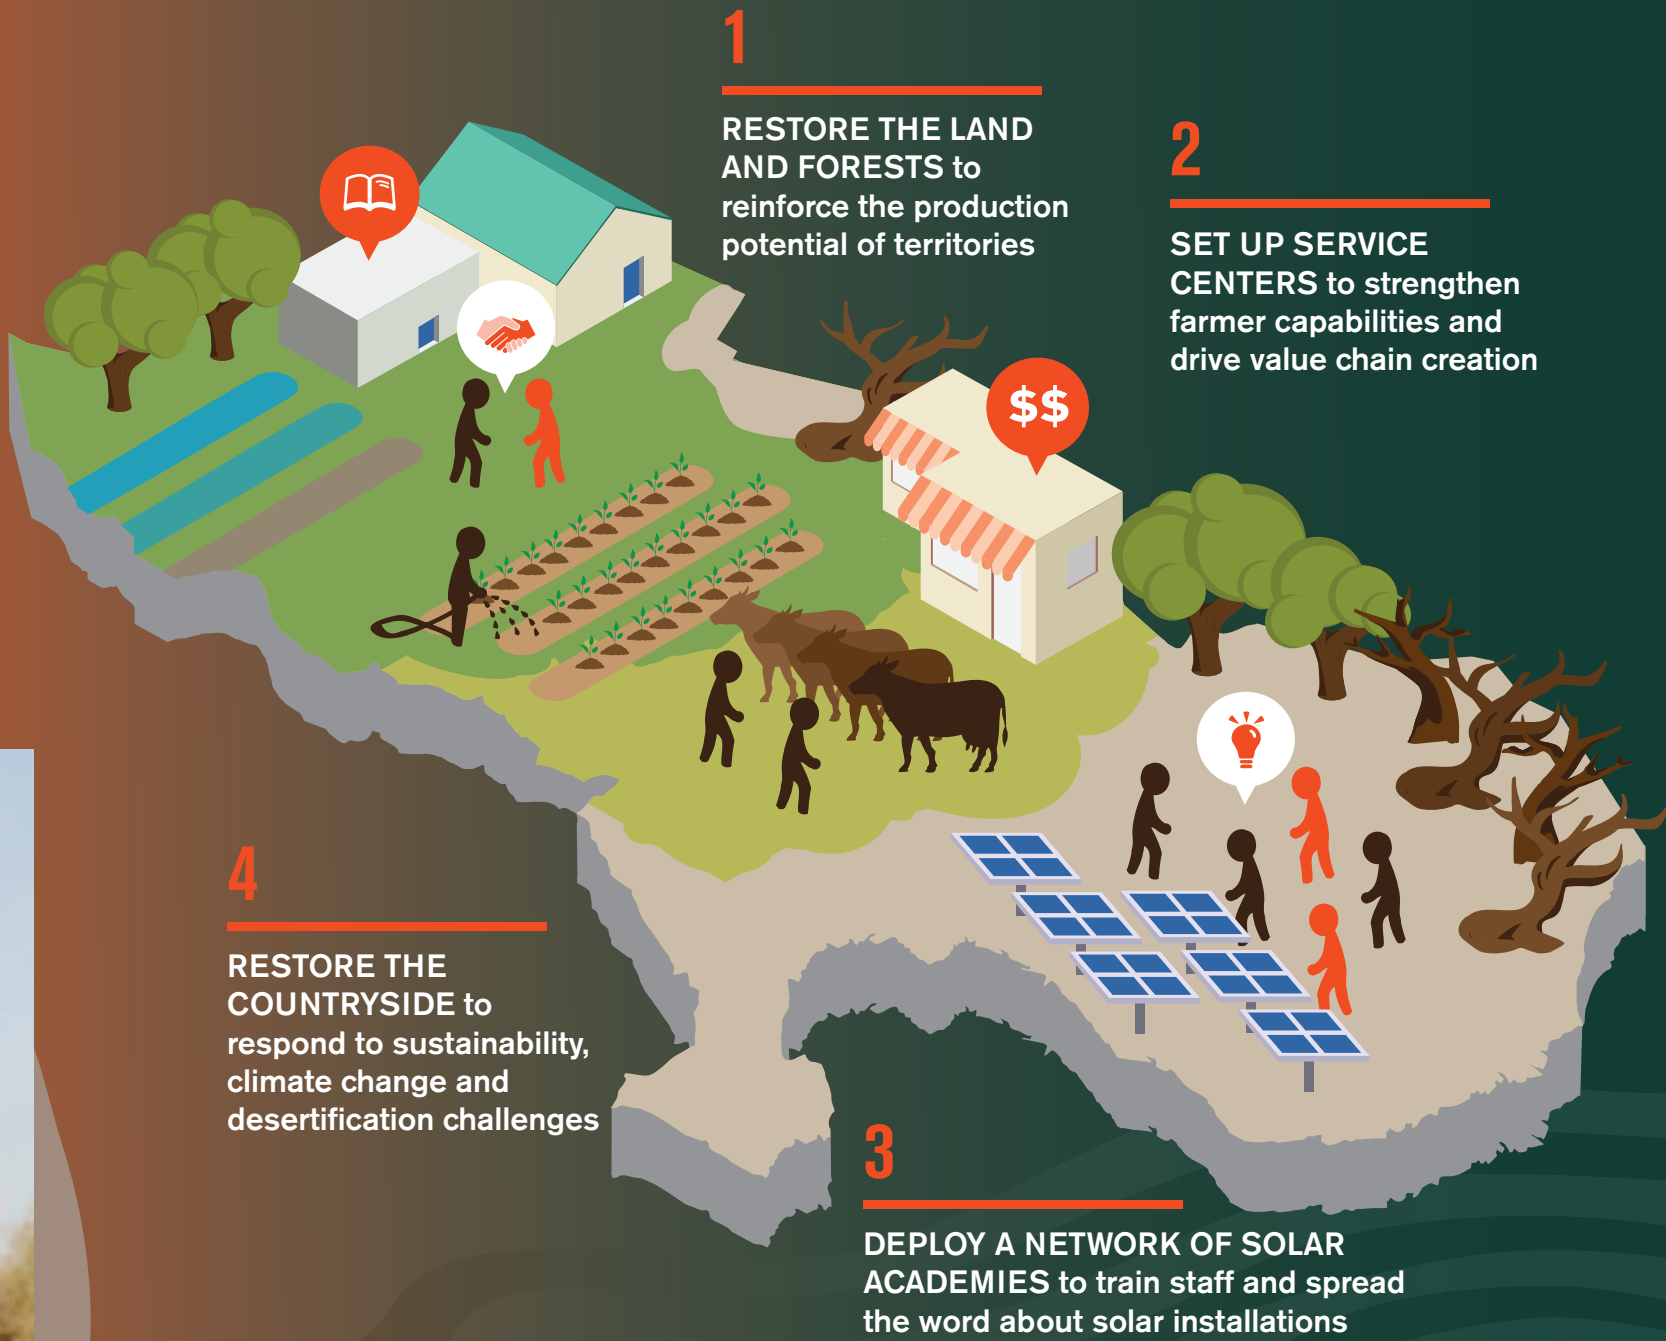 1
RESTORE THE LAND
AND FORESTS to
reinforce the production
potential of territories
2
SET UP SERVICE
CENTERS to strengthen
farmer capabilities and
drive value chain creation
$$
4
RESTORE THE
COUNTRYSIDE to
respond to sustainability,
climate change and
desertification challenges
3
DEPLOY A NETWORK OF SOLAR
ACADEMIES to train staff and spread
the word about solar installations